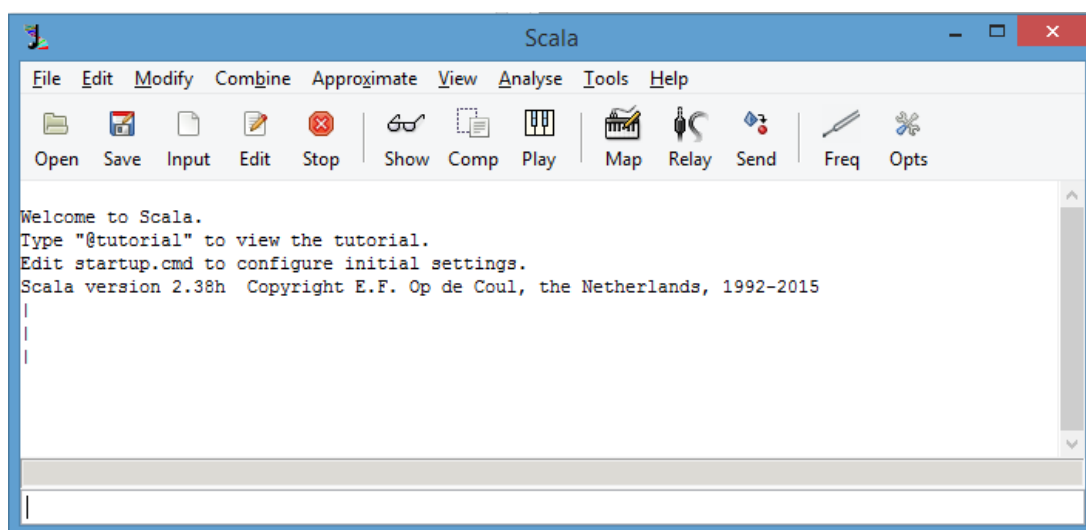 Scala
File Edit Modify Combine Approximate View Analyse Tools Help
Open Save Input Edit Stop Show Comp Play Map Relay Send Freq Opts
Welcome to Scala.
Type "@tutorial" to view the tutorial.
Edit startup.cmd to configure initial settings.
Scala version 2.38h  Copyright E.F. Op de Coul, the Netherlands, 1992-2015
|
|
|